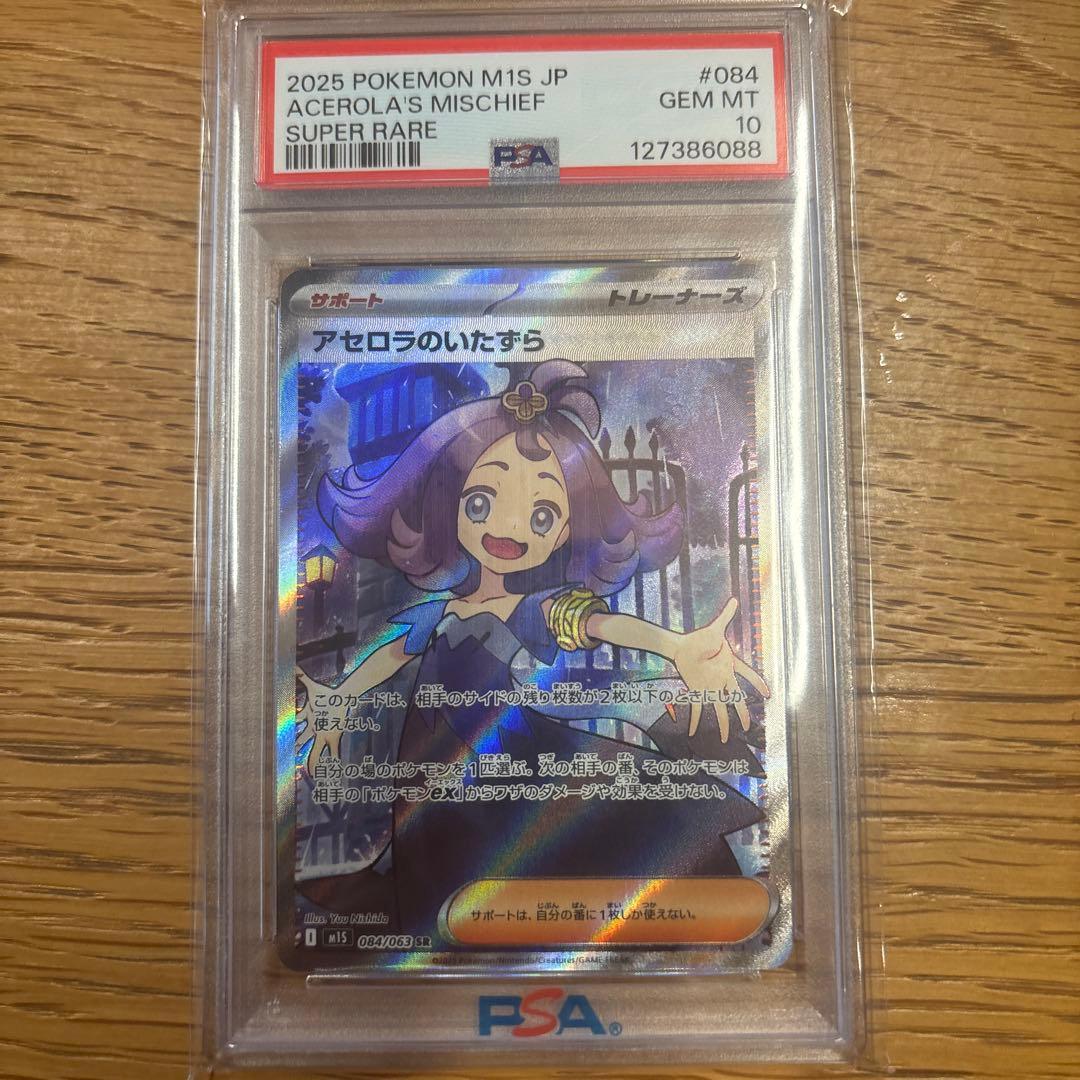 2025 POKEMON M1S JP #084
ACEROLA'S MISCHIEF GEM MT
SUPER RARE 10
PSA 127386088
サポート トレーナーズ
アセロラのいたずら
このカードは、相手のサイドの残り枚数が2枚以下のときにしか
使えない。
自分の場のポケモンを1匹選ぶ。次の相手の番、そのポケモンは
相手の「ポケモンex」からワザのダメージや効果を受けない。
サポートは、自分の番に1枚しか使えない。
Illus. Yuu Nishida
I M1S 084/063 SR
©2025 Pokémon/Nintendo/Creatures/GAME FREAK
PSA®